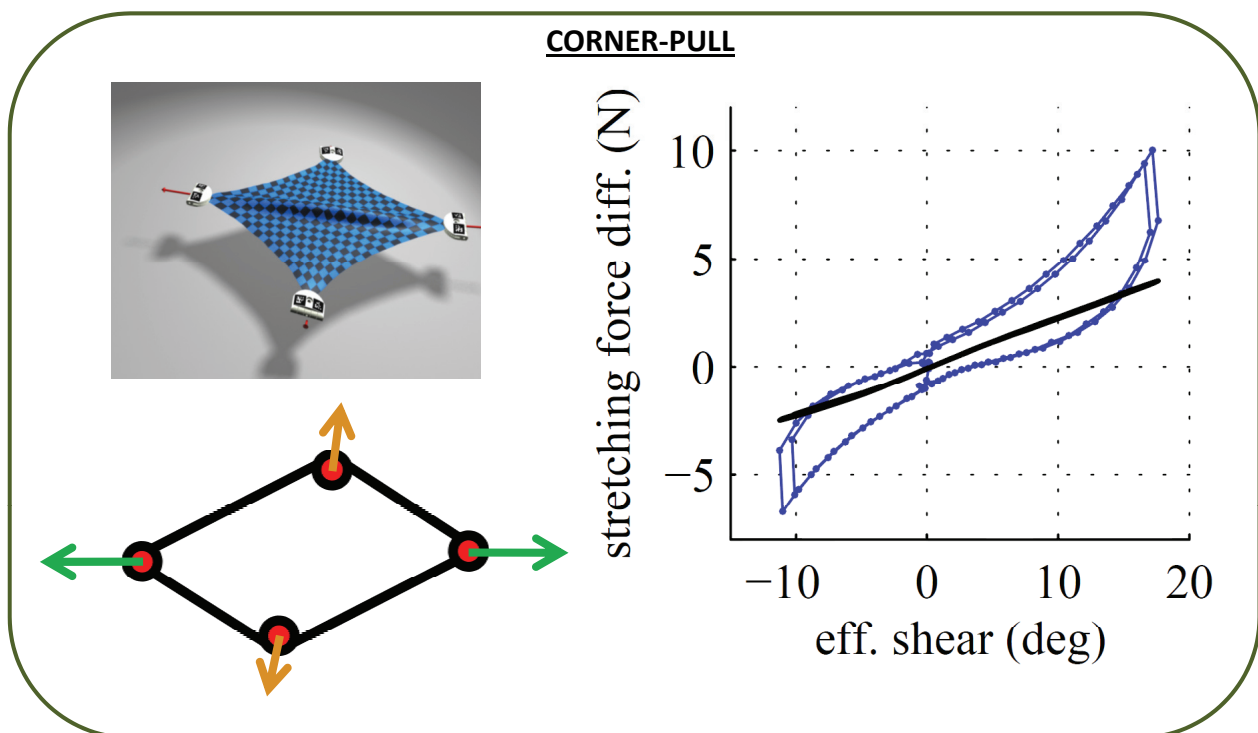 CORNER-PULL
stretching force diff. (N)
10
5
0
−5
−10
0
10
20
eff. shear (deg)